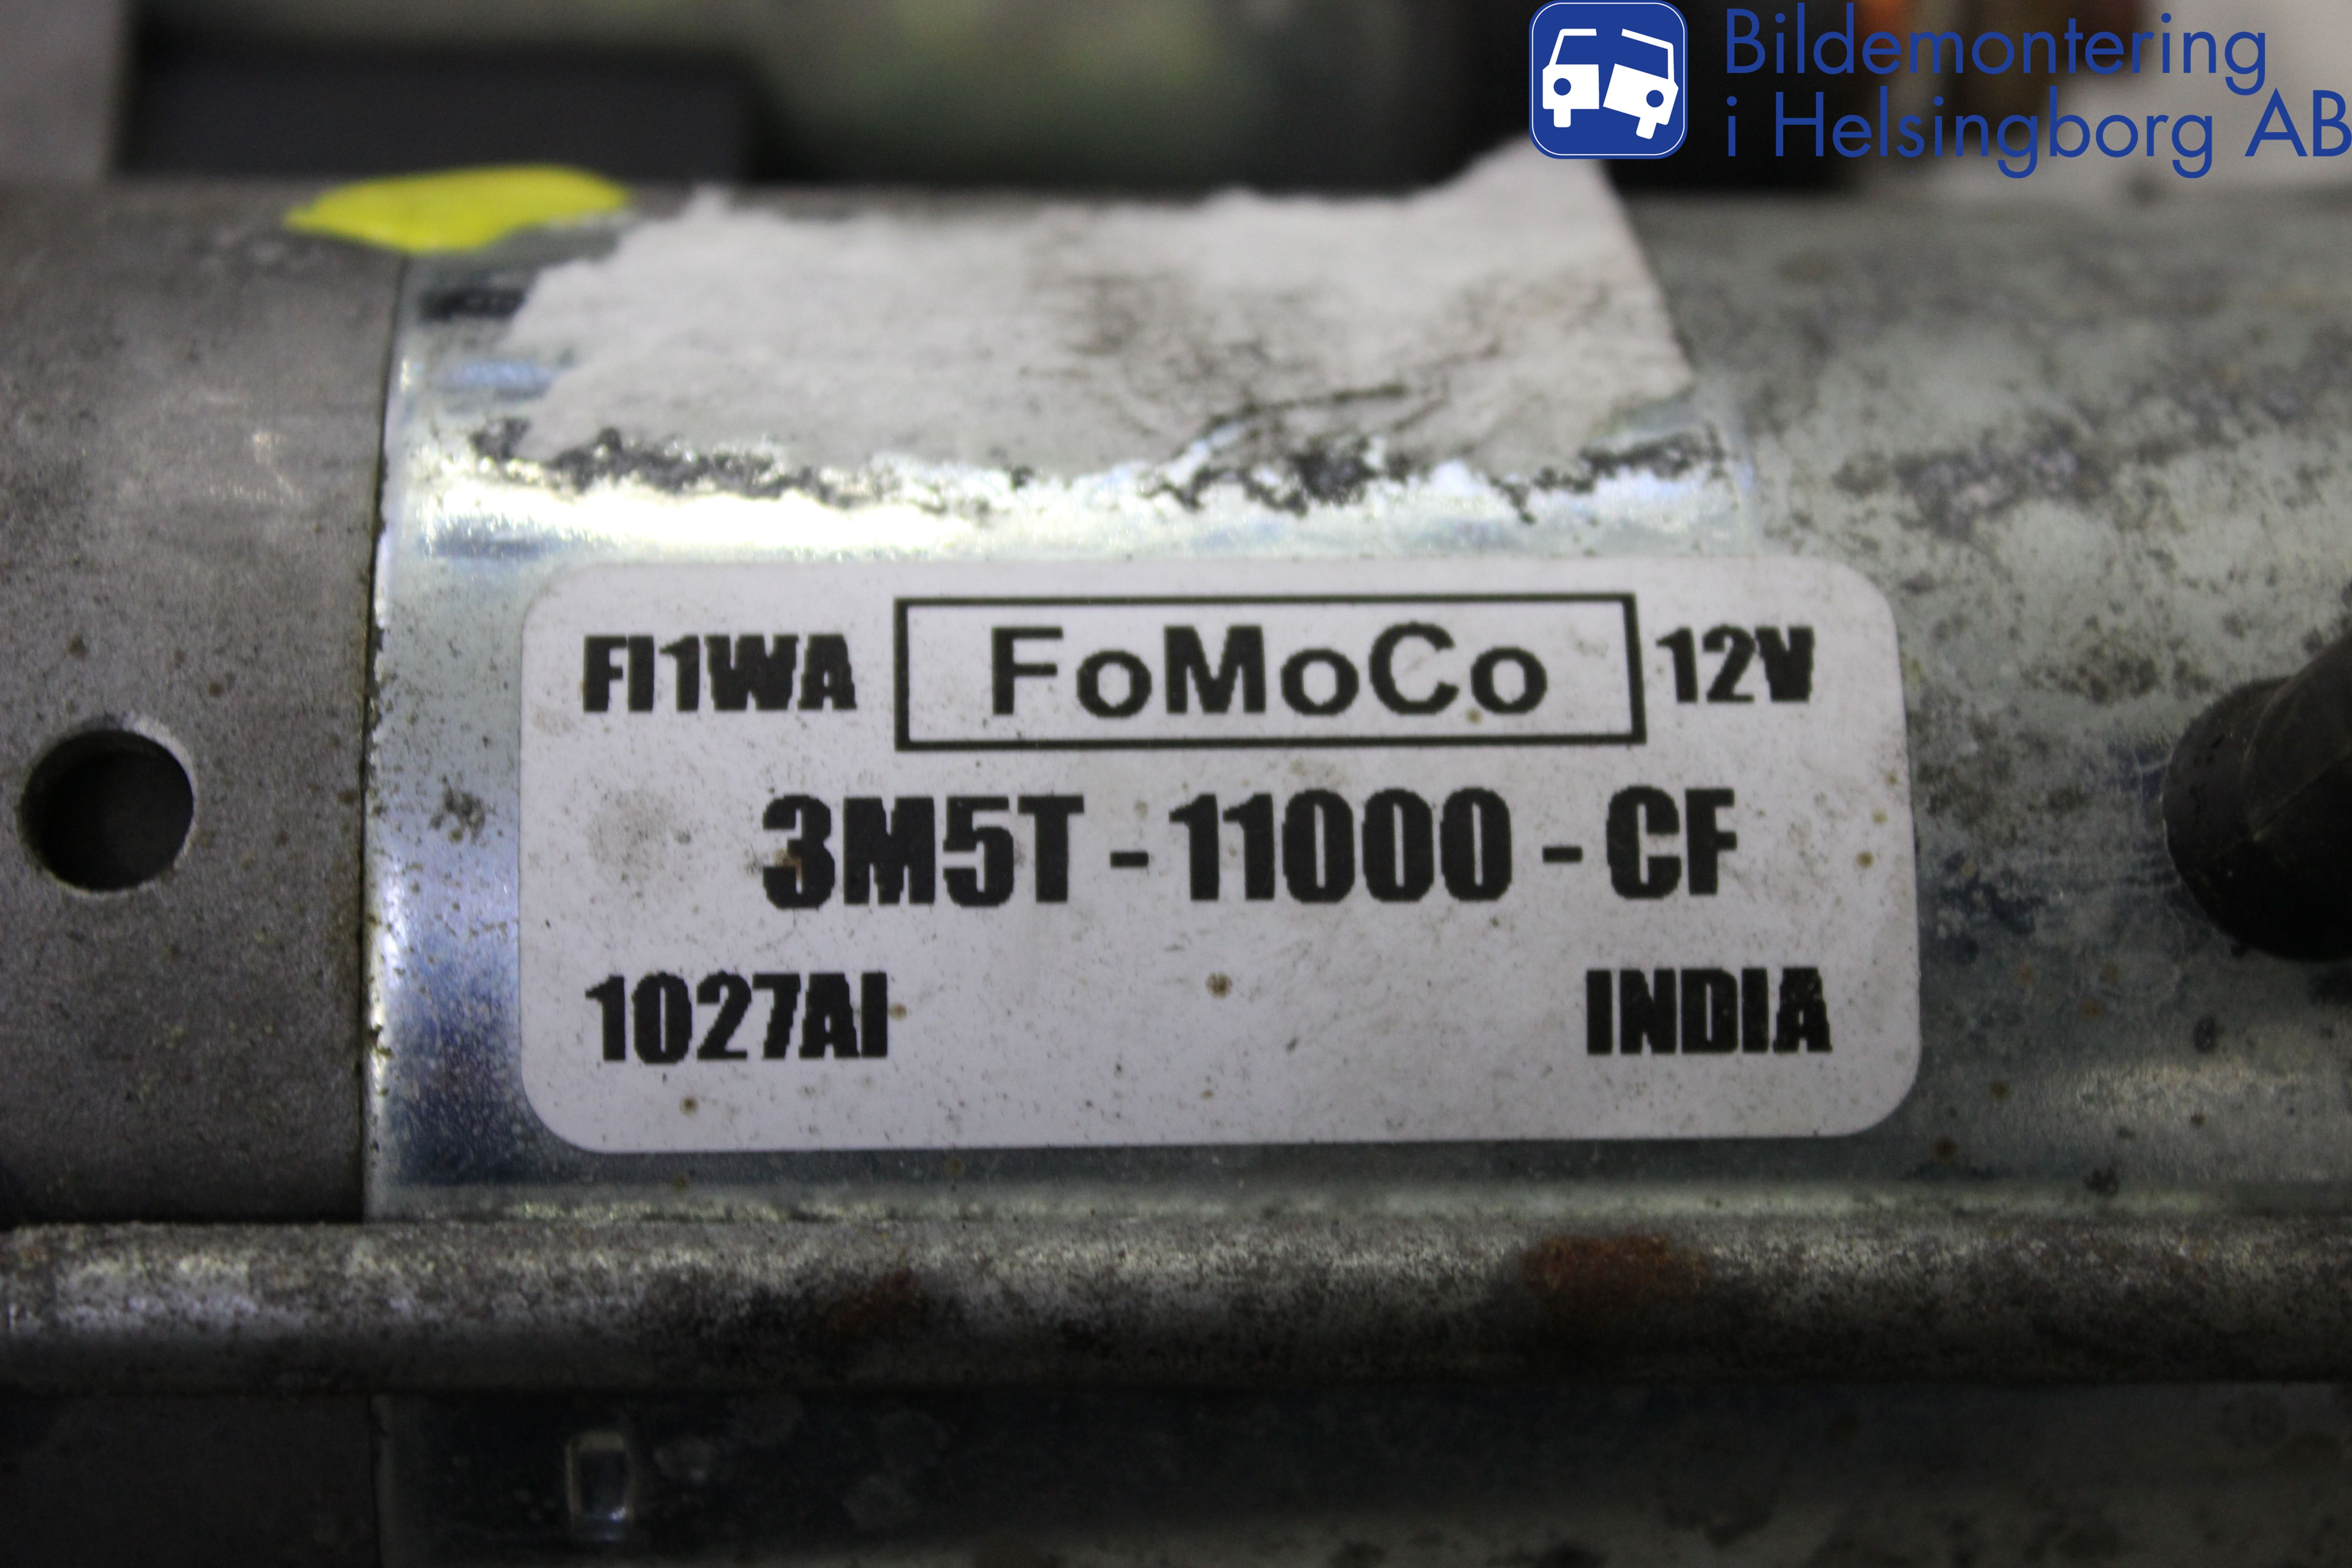 Bildemontering
i Helsingborg AB
FI1WA FoMoCo 12V
3M5T - 11000 - CF
1027AI INDIA